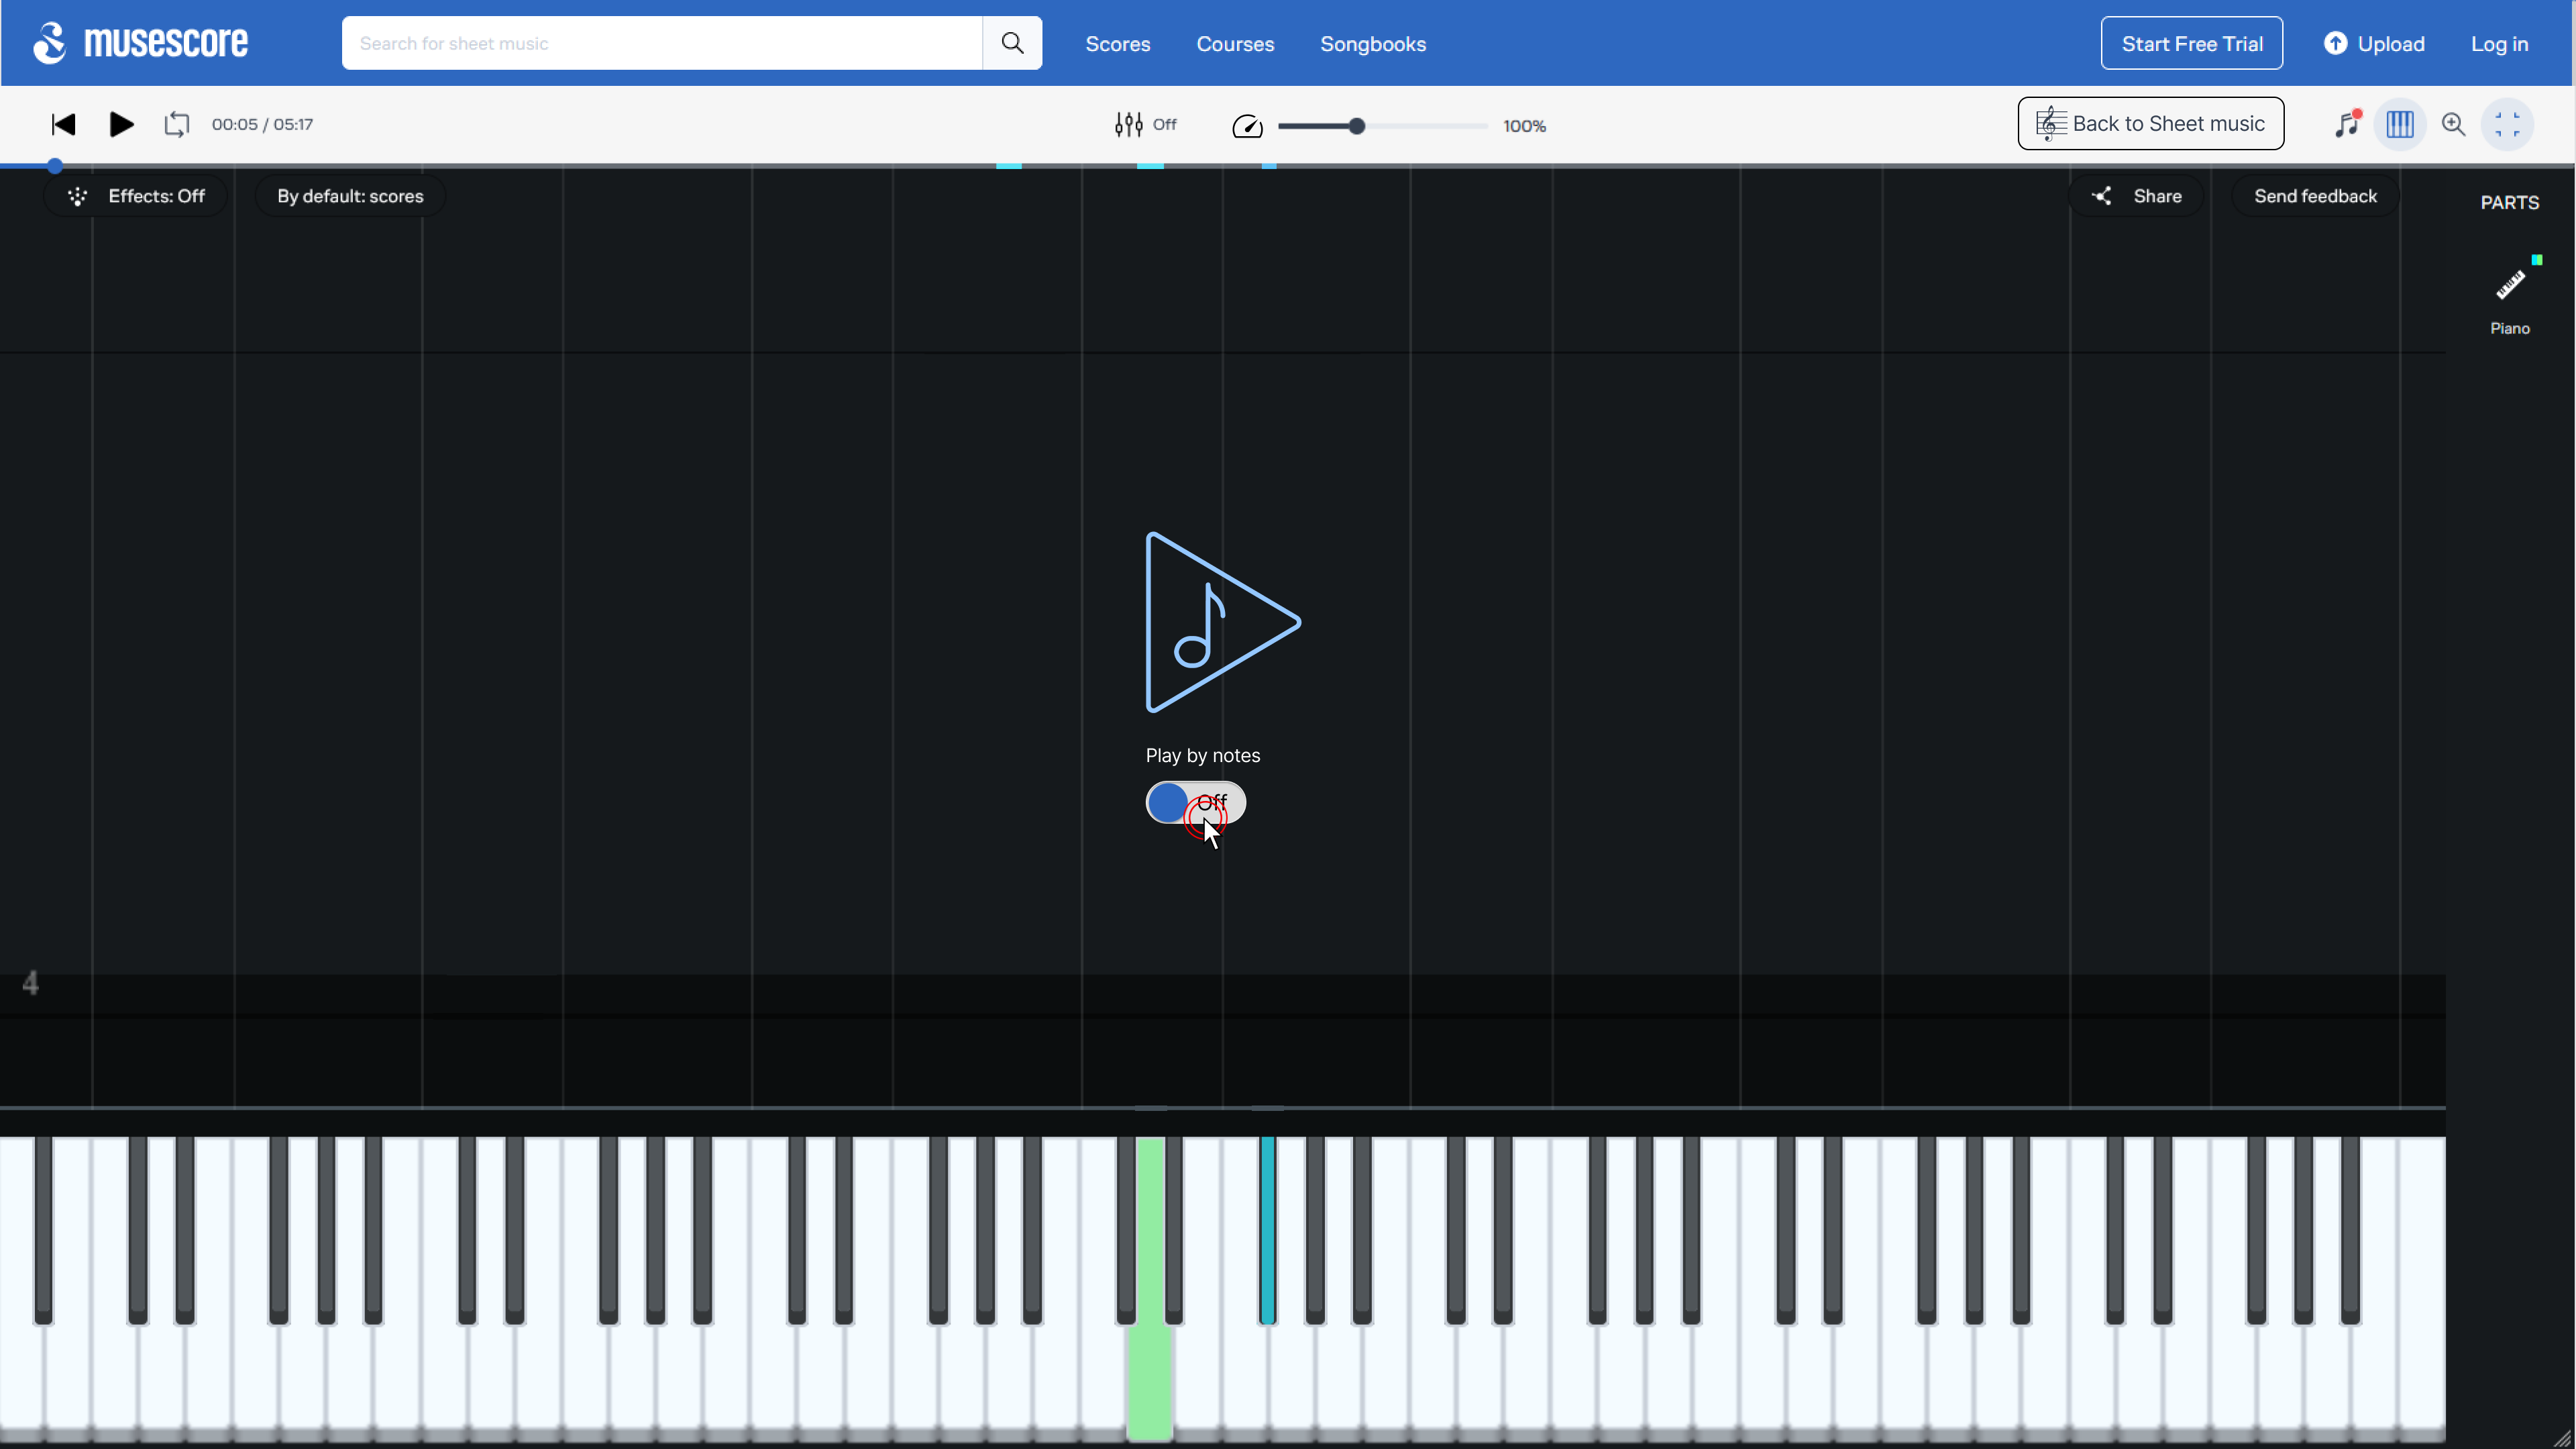 musescore
Search for sheet music
Scores
Courses
Songbooks
Start Free Trial
Upload
Log in
00:05 / 05:17
Off
100%
Back to Sheet music
Effects: Off
By default: scores
Share
Send feedback
PARTS
Piano
Play by notes
Off
4